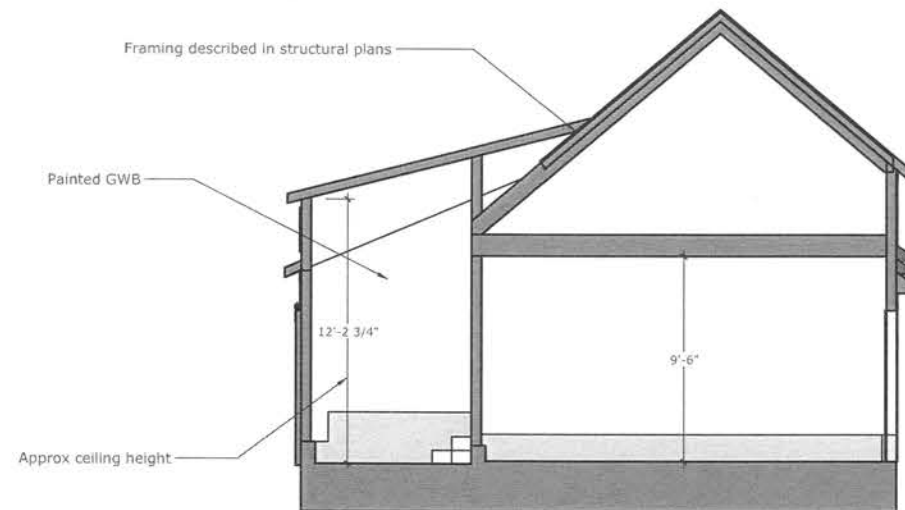 Framing described in structural plans
Painted GWB
12'-2 3/4"
9'-6"
Approx ceiling height